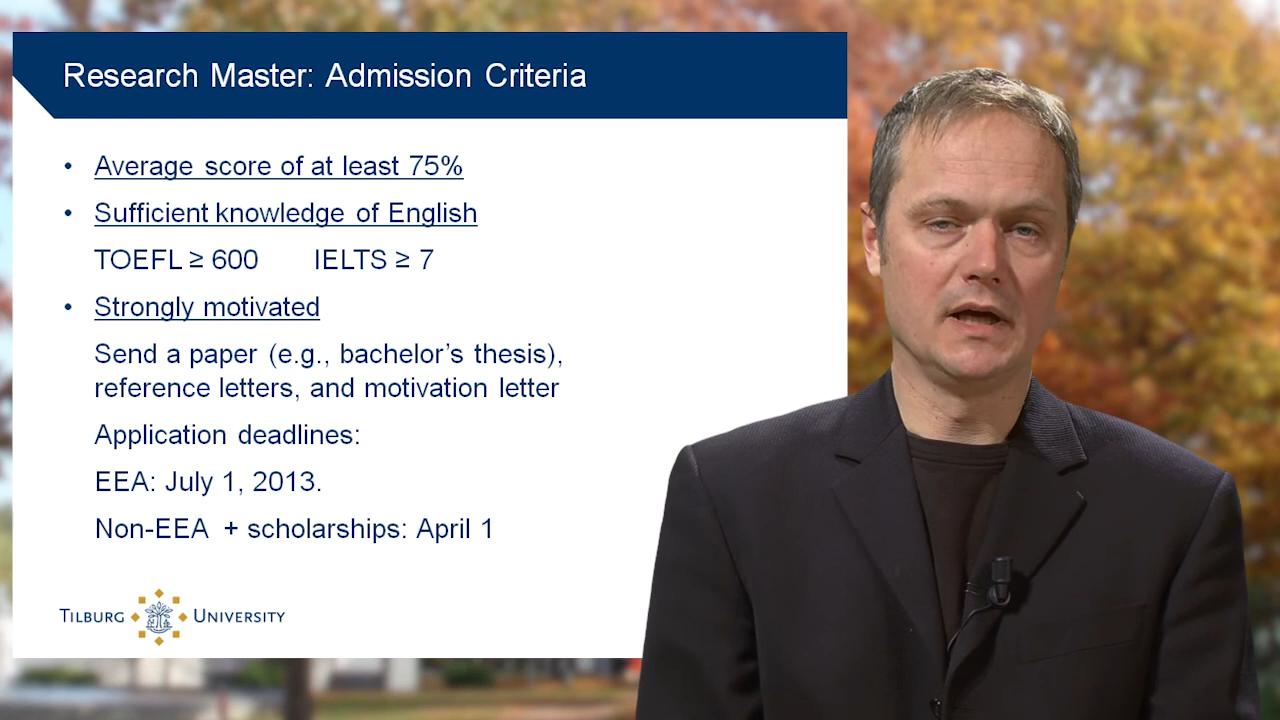 Research Master: Admission Criteria
• Average score of at least 75%
• Sufficient knowledge of English
TOEFL ≥ 600 IELTS ≥ 7
• Strongly motivated
Send a paper (e.g., bachelor’s thesis),
reference letters, and motivation letter
Application deadlines:
EEA: July 1, 2013.
Non-EEA + scholarships: April 1
TILBURG UNIVERSITY